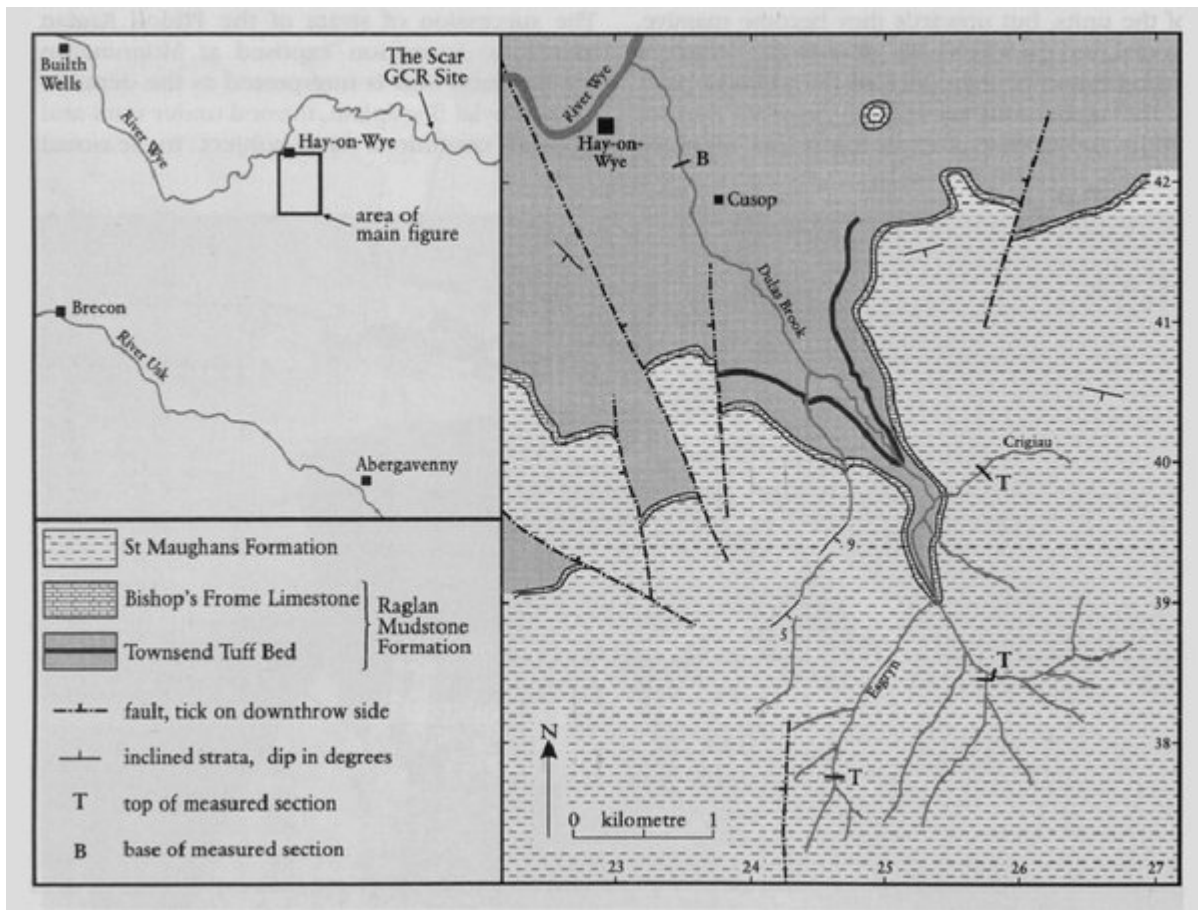 Builth
Wells
River Wye
The Scar
GCR Site
Hay-on-Wye
area of
main figure
Brecon
River Usk
Abergavenny
St Maughans Formation
Bishop's Frome Limestone
Townsend Tuff Bed
Raglan
Mudstone
Formation
fault, tick on downthrow side
inclined strata, dip in degrees
T top of measured section
B base of measured section
River Wye
Hay-on-
Wye
B
Cusop
Dulas Brook
42
41
Crigiau
40
T
9
39
5
T
Esgryn
38
T
N
0 kilometre 1
23
24
25
26
27